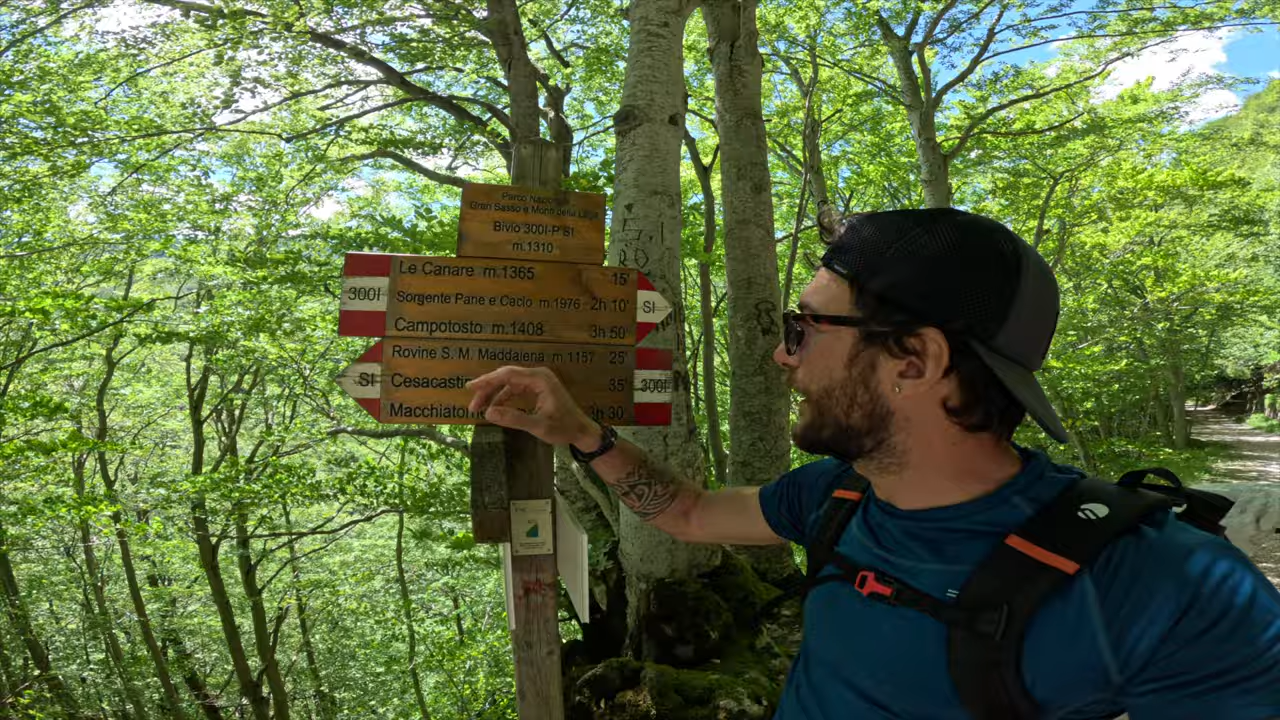 Parco Nazionale
Gran Sasso e Monti della Laga
Bivio 300I-P SI
m.1310
300I
Le Canare m.1365 15'
Sorgente Pane e Cacio m.1976 2h 10'
Campotosto m.1408 3h 50'
SI
SI
Rovine S. M. Maddalena m.1157 25'
35'
3h 30
300I